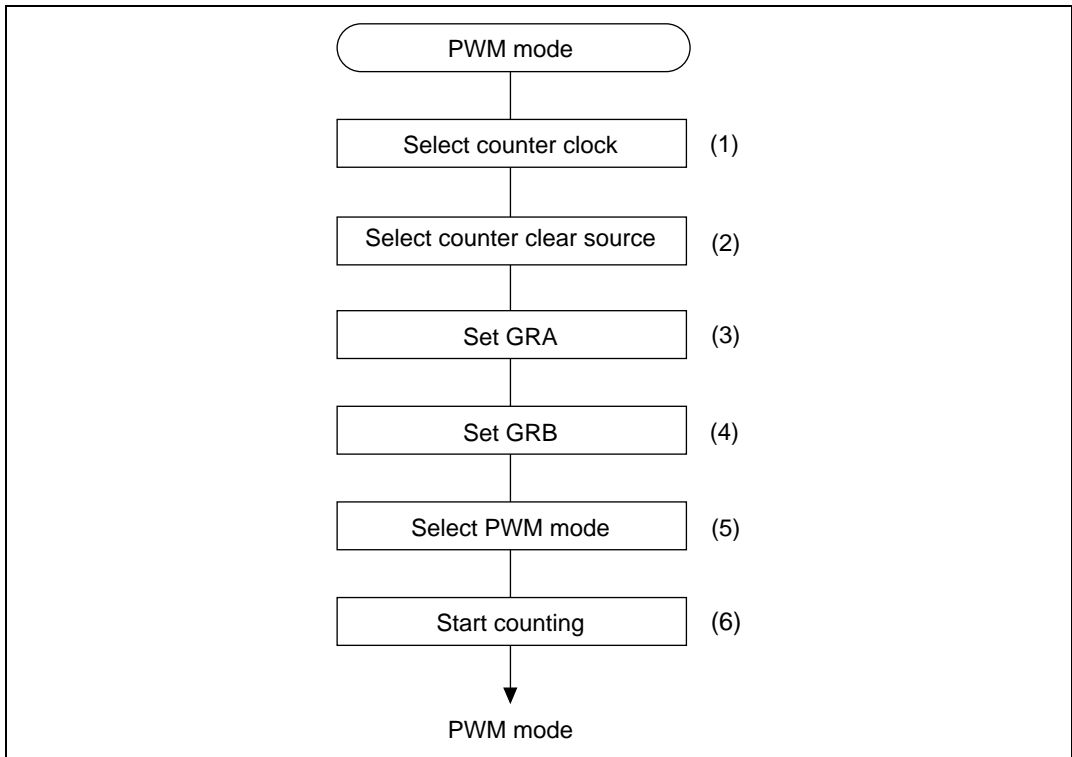 PWM mode
Select counter clock (1)
Select counter clear source (2)
Set GRA (3)
Set GRB (4)
Select PWM mode (5)
Start counting (6)
PWM mode